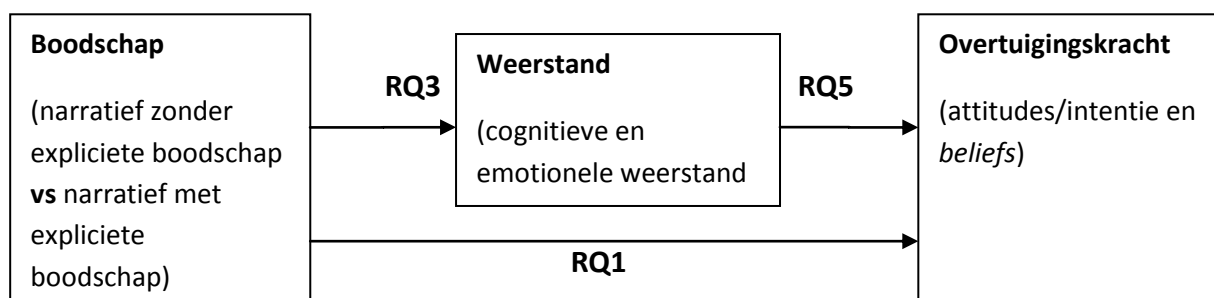 Boodschap
(narratief zonder
expliciete boodschap
vs narratief met
expliciete
boodschap)
RQ3
Weerstand
(cognitieve en
emotionele weerstand
RQ5
Overtuigingskracht
(attitudes/intentie en
beliefs)
RQ1